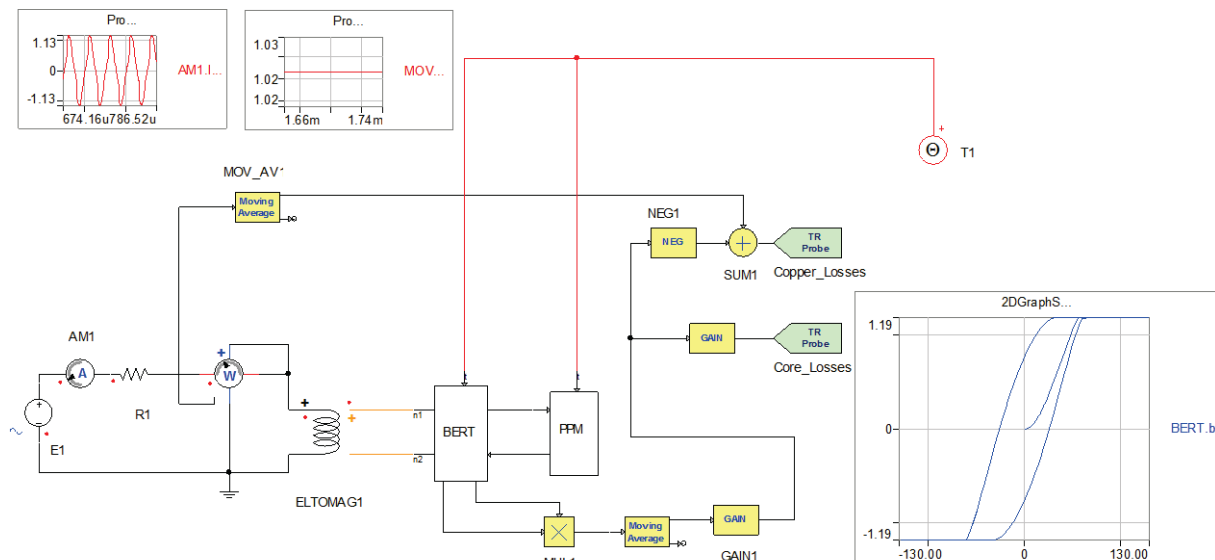 Pro...
1.13
0
-1.13
674.16u786.52u
AM1.I...
Pro...
1.03
1.02
1.02
1.66m 1.74m
MOV...
+
Θ
T1
MOV_AV1
Moving
Average
NEG1
NEG
+
SUM1
TR
Probe
Copper_Losses
GAIN
TR
Probe
Core_Losses
AM1
A
R1
+
W
E1
+
+
ELTOMAG1
n1
n2
BERT
PPM
Moving
Average
GAIN
GAIN1
2DGraphS...
1.19
0
-1.19
-130.00 0 130.00
BERT.b